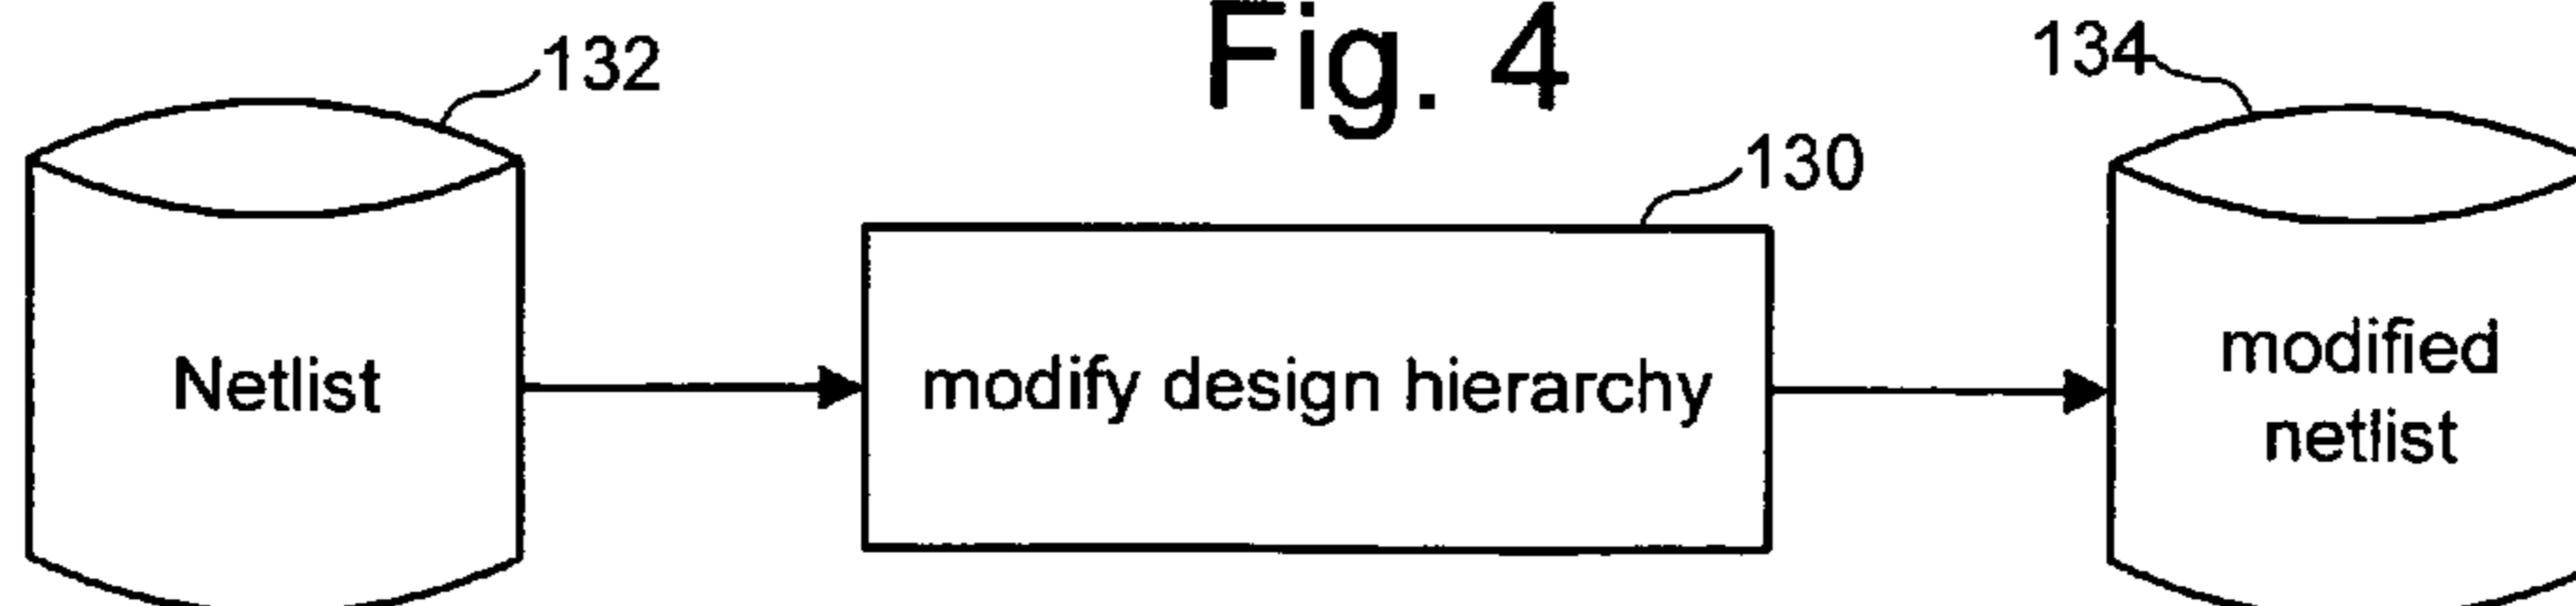 Fig. 4
132
134
130
Netlist
modify design hierarchy
modified
netlist